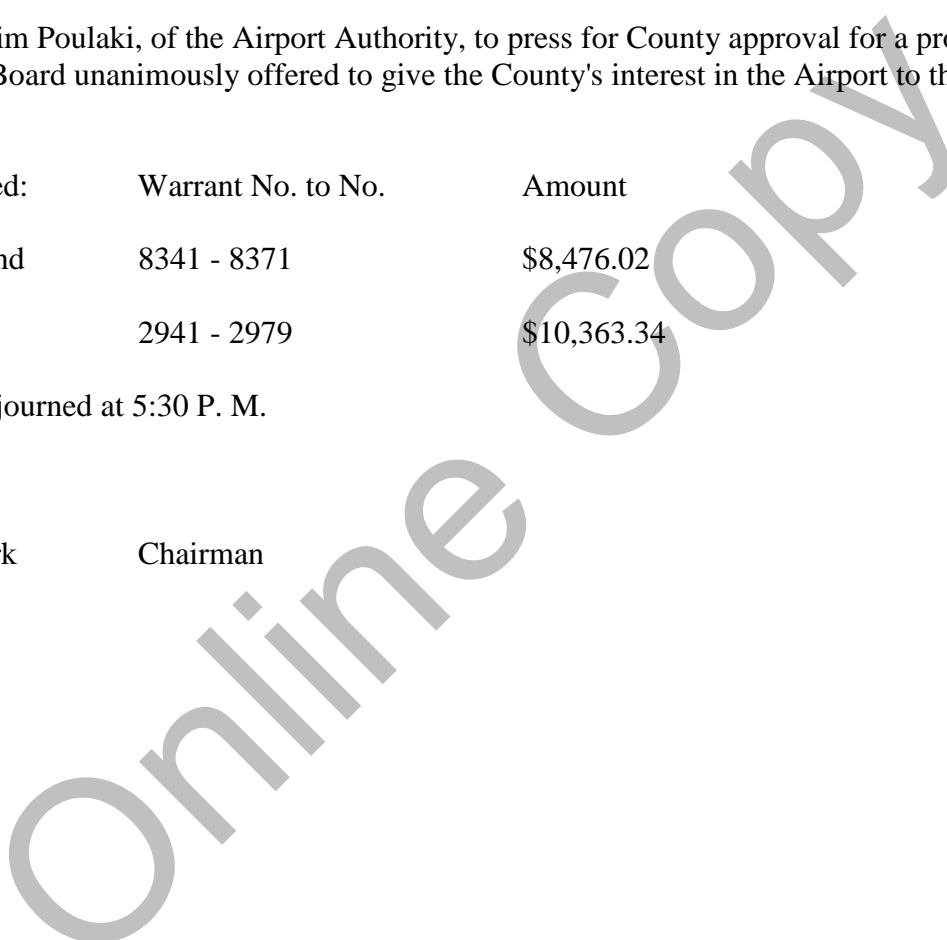 im Poulaki, of the Airport Authority, to press for County approval for a pro
Board unanimously offered to give the County's interest in the Airport to th
ed: Warrant No. to No. Amount
nd 8341 - 8371 $8,476.02
2941 - 2979 $10,363.34
journed at 5:30 P. M.
rk Chairman
Online Copy